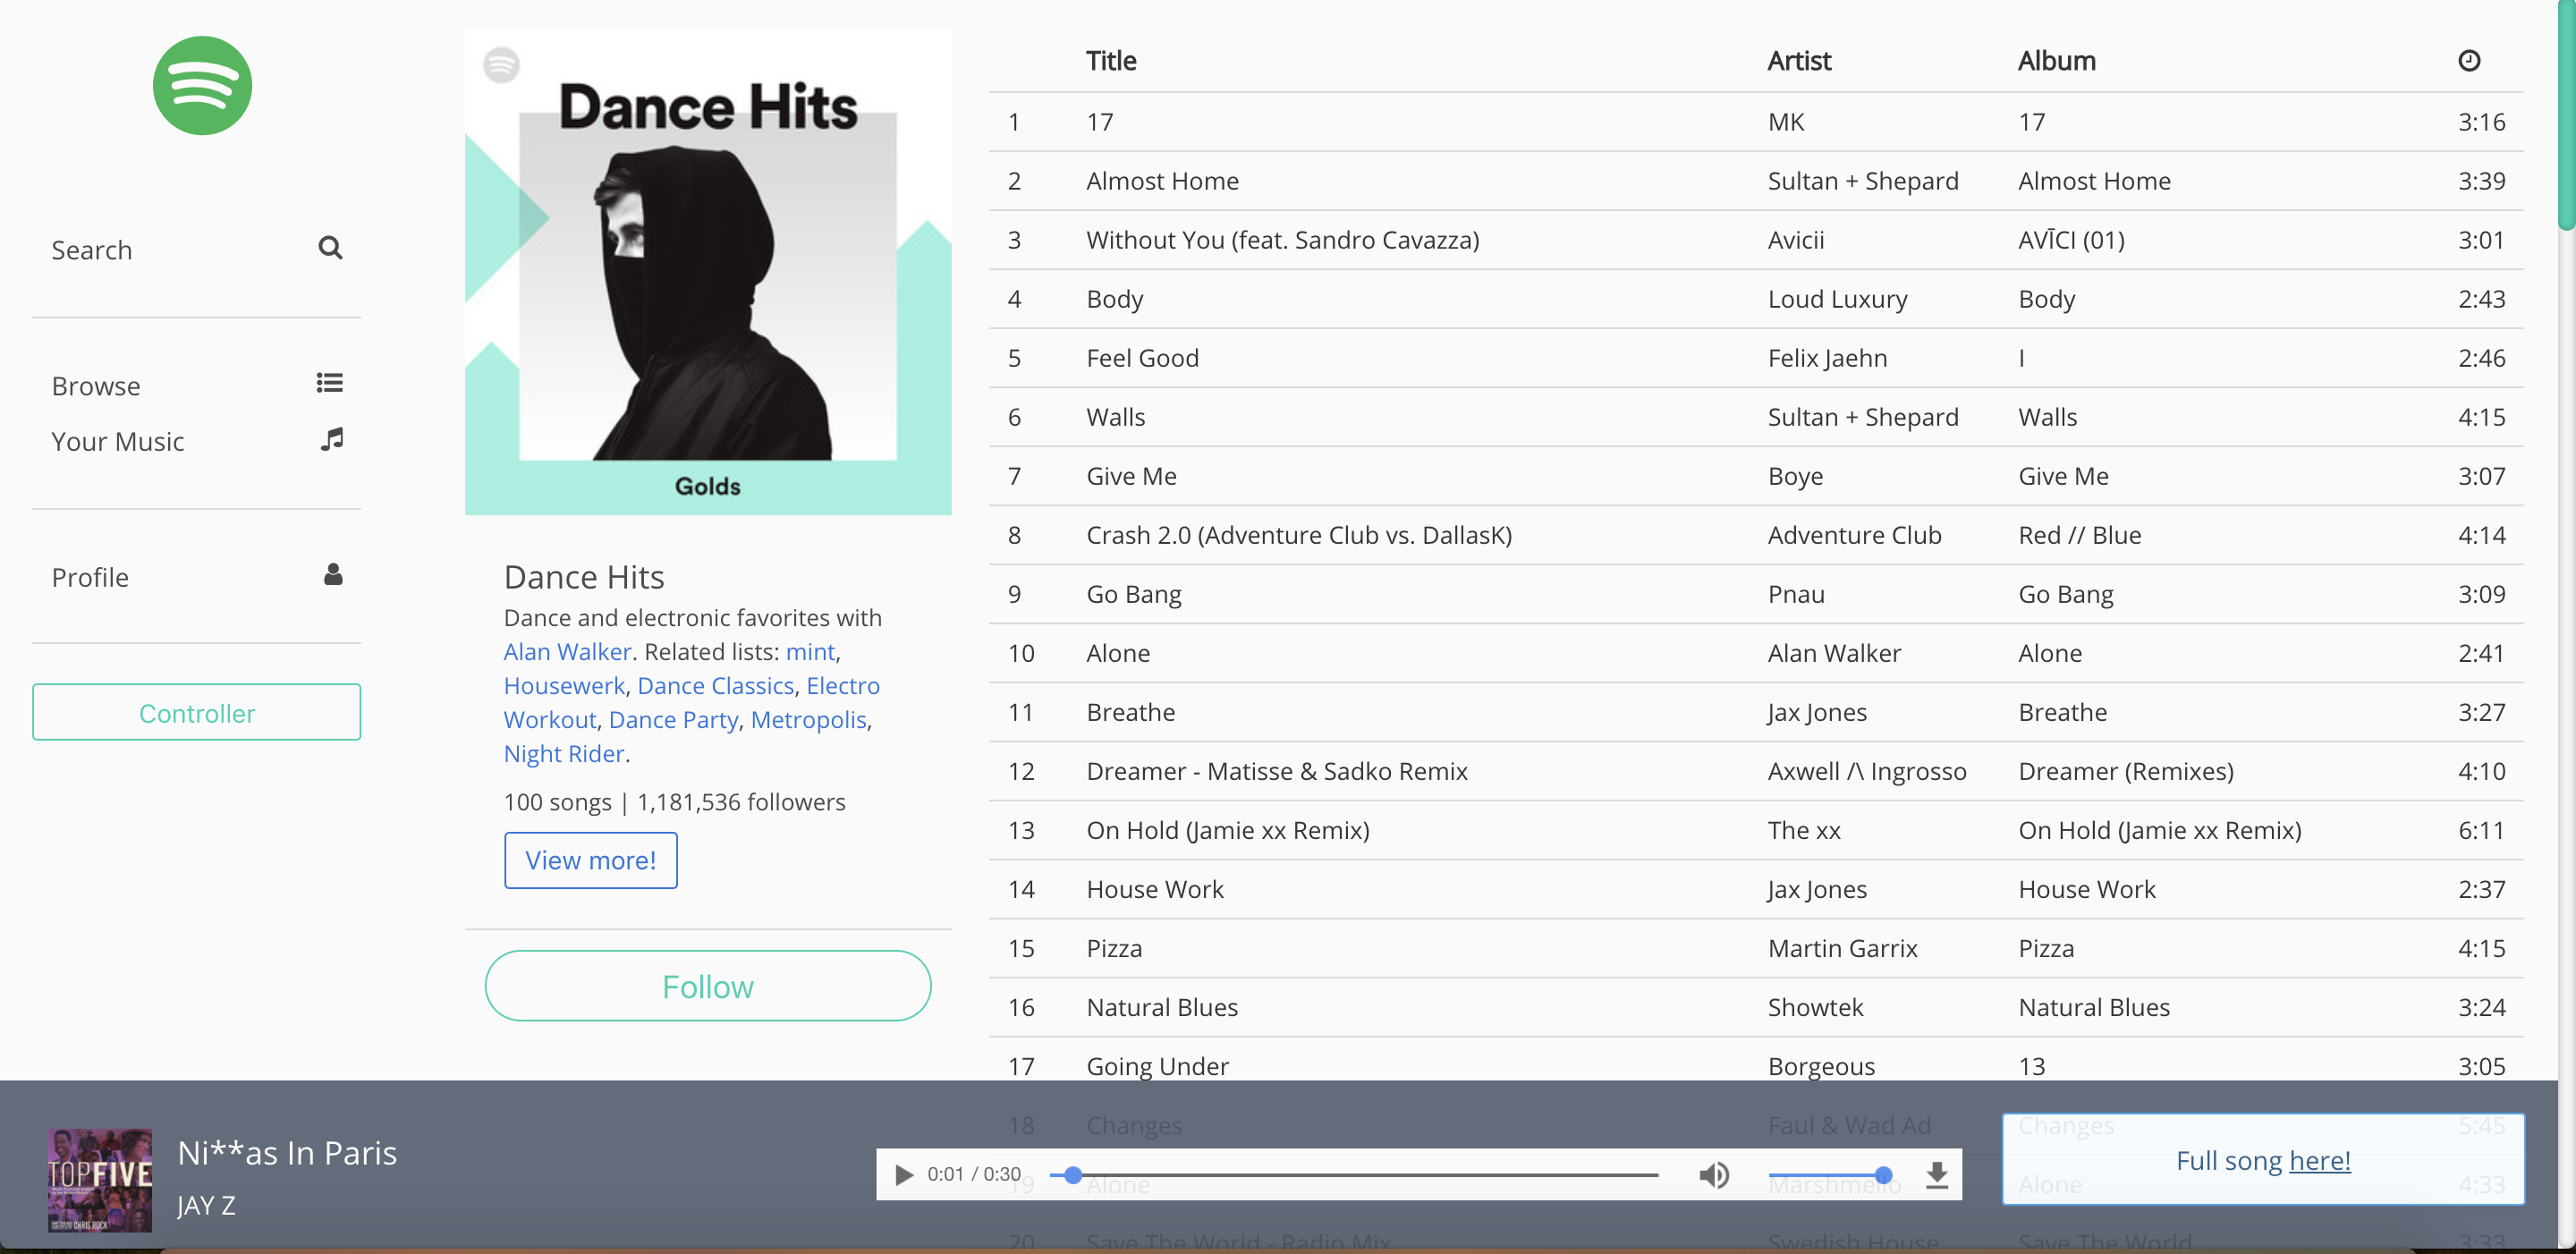 Search
Browse
Your Music
Profile
Controller
Dance Hits
Golds
Dance Hits
Dance and electronic favorites with
Alan Walker. Related lists: mint,
Housewerk, Dance Classics, Electro
Workout, Dance Party, Metropolis,
Night Rider.
100 songs | 1,181,536 followers
View more!
Follow
Title Artist Album
1 17 MK 17 3:16
2 Almost Home Sultan + Shepard Almost Home 3:39
3 Without You (feat. Sandro Cavazza) Avicii AVĪCI (01) 3:01
4 Body Loud Luxury Body 2:43
5 Feel Good Felix Jaehn I 2:46
6 Walls Sultan + Shepard Walls 4:15
7 Give Me Boye Give Me 3:07
8 Crash 2.0 (Adventure Club vs. DallasK) Adventure Club Red // Blue 4:14
9 Go Bang Pnau Go Bang 3:09
10 Alone Alan Walker Alone 2:41
11 Breathe Jax Jones Breathe 3:27
12 Dreamer - Matisse & Sadko Remix Axwell /\ Ingrosso Dreamer (Remixes) 4:10
13 On Hold (Jamie xx Remix) The xx On Hold (Jamie xx Remix) 6:11
14 House Work Jax Jones House Work 2:37
15 Pizza Martin Garrix Pizza 4:15
16 Natural Blues Showtek Natural Blues 3:24
17 Going Under Borgeous 13 3:05
18 Changes Faul & Wad Ad Changes 5:45
19 Alone Marshmello Alone 4:33
20 Save The World - Radio Mix Swedish House Save The World 3:33
TOPFIVE
CHRIS ROCK
Ni**as In Paris
JAY Z
0:01 / 0:30
Full song here!